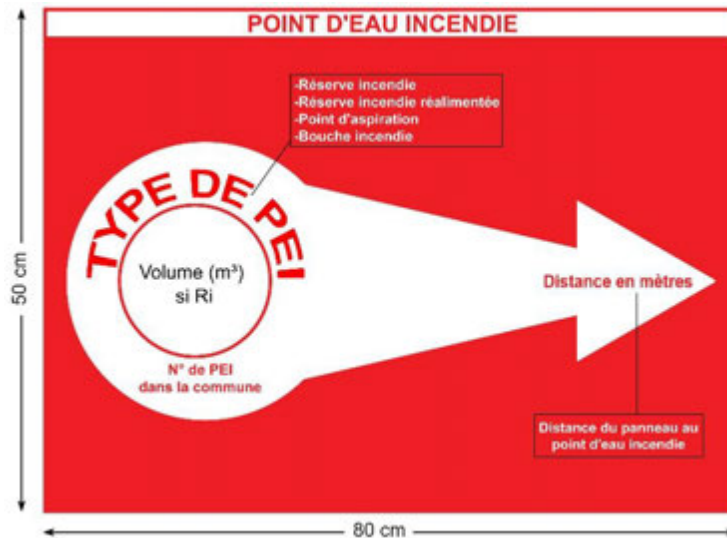 POINT D'EAU INCENDIE
-Réserve incendie
-Réserve incendie réalimentée
-Point d'aspiration
-Bouche incendie
TYPE DE PEI
Volume (m³)
si Ri
N° de PEI
dans la commune
Distance en mètres
Distance du panneau au
point d'eau incendie
50 cm
80 cm